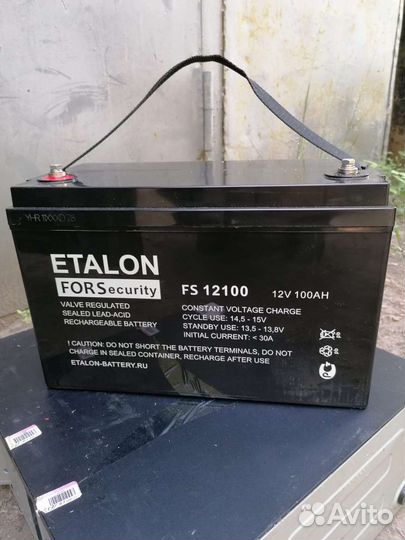 ETALON
FORSecurity
VALVE REGULATED
SEALED LEAD-ACID
RECHARGEABLE BATTERY
FS 12100
12V 100AH
CONSTANT VOLTAGE CHARGE
CYCLE USE: 14,5 - 15V
STANDBY USE: 13,5 - 13,8V
INITIAL CURRENT: < 30A
! CAUTION: DO NOT SHORT THE BATTERY TERMINALS, DO NOT
CHARGE IN SEALED CONTAINER, RECHARGE AFTER USE
ETALON-BATTERY.RU
Avito